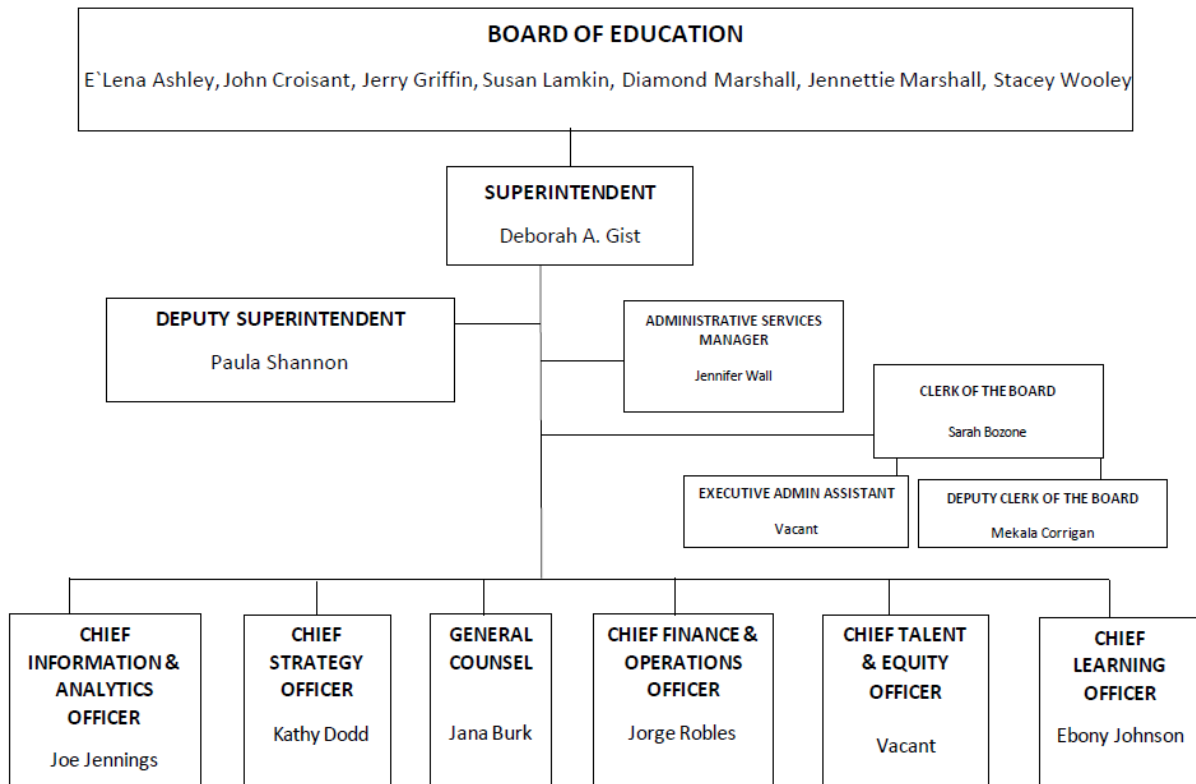 BOARD OF EDUCATION
E`Lena Ashley, John Croisant, Jerry Griffin, Susan Lamkin, Diamond Marshall, Jennettie Marshall, Stacey Wooley
SUPERINTENDENT
Deborah A. Gist
DEPUTY SUPERINTENDENT
Paula Shannon
ADMINISTRATIVE SERVICES
MANAGER
Jennifer Wall
CLERK OF THE BOARD
Sarah Bozone
EXECUTIVE ADMIN ASSISTANT
Vacant
DEPUTY CLERK OF THE BOARD
Mekala Corrigan
CHIEF
INFORMATION &
ANALYTICS
OFFICER
Joe Jennings
CHIEF
STRATEGY
OFFICER
Kathy Dodd
GENERAL
COUNSEL
Jana Burk
CHIEF FINANCE &
OPERATIONS
OFFICER
Jorge Robles
CHIEF TALENT
& EQUITY
OFFICER
Vacant
CHIEF
LEARNING
OFFICER
Ebony Johnson